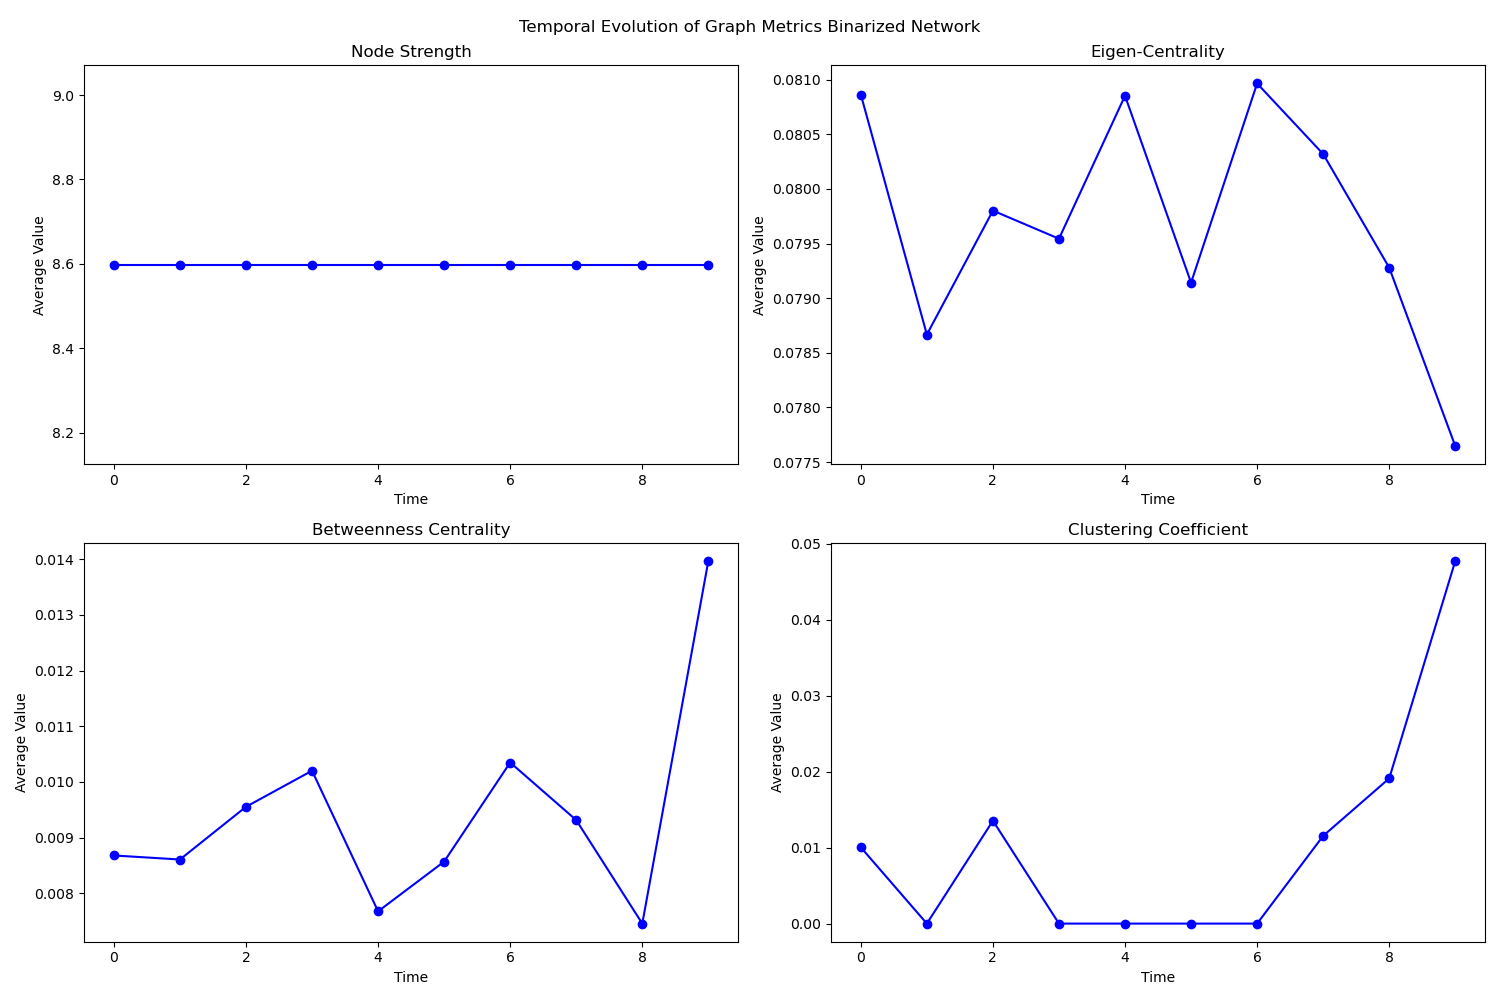 Temporal Evolution of Graph Metrics Binarized Network
Node Strength
Average Value
9.0
8.8
8.6
8.4
8.2
0 2 4 6 8
Time
Eigen-Centrality
Average Value
0.0810
0.0805
0.0800
0.0795
0.0790
0.0785
0.0780
0.0775
0 2 4 6 8
Time
Betweenness Centrality
Average Value
0.014
0.013
0.012
0.011
0.010
0.009
0.008
0 2 4 6 8
Time
Clustering Coefficient
Average Value
0.05
0.04
0.03
0.02
0.01
0.00
0 2 4 6 8
Time